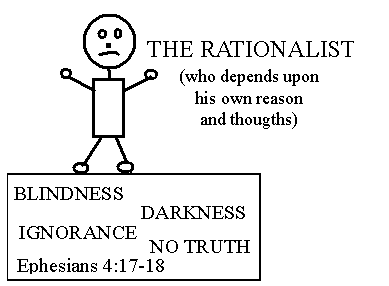 THE RATIONALIST
(who depends upon
his own reason
and thougths)
BLINDNESS
DARKNESS
IGNORANCE
NO TRUTH
Ephesians 4:17-18